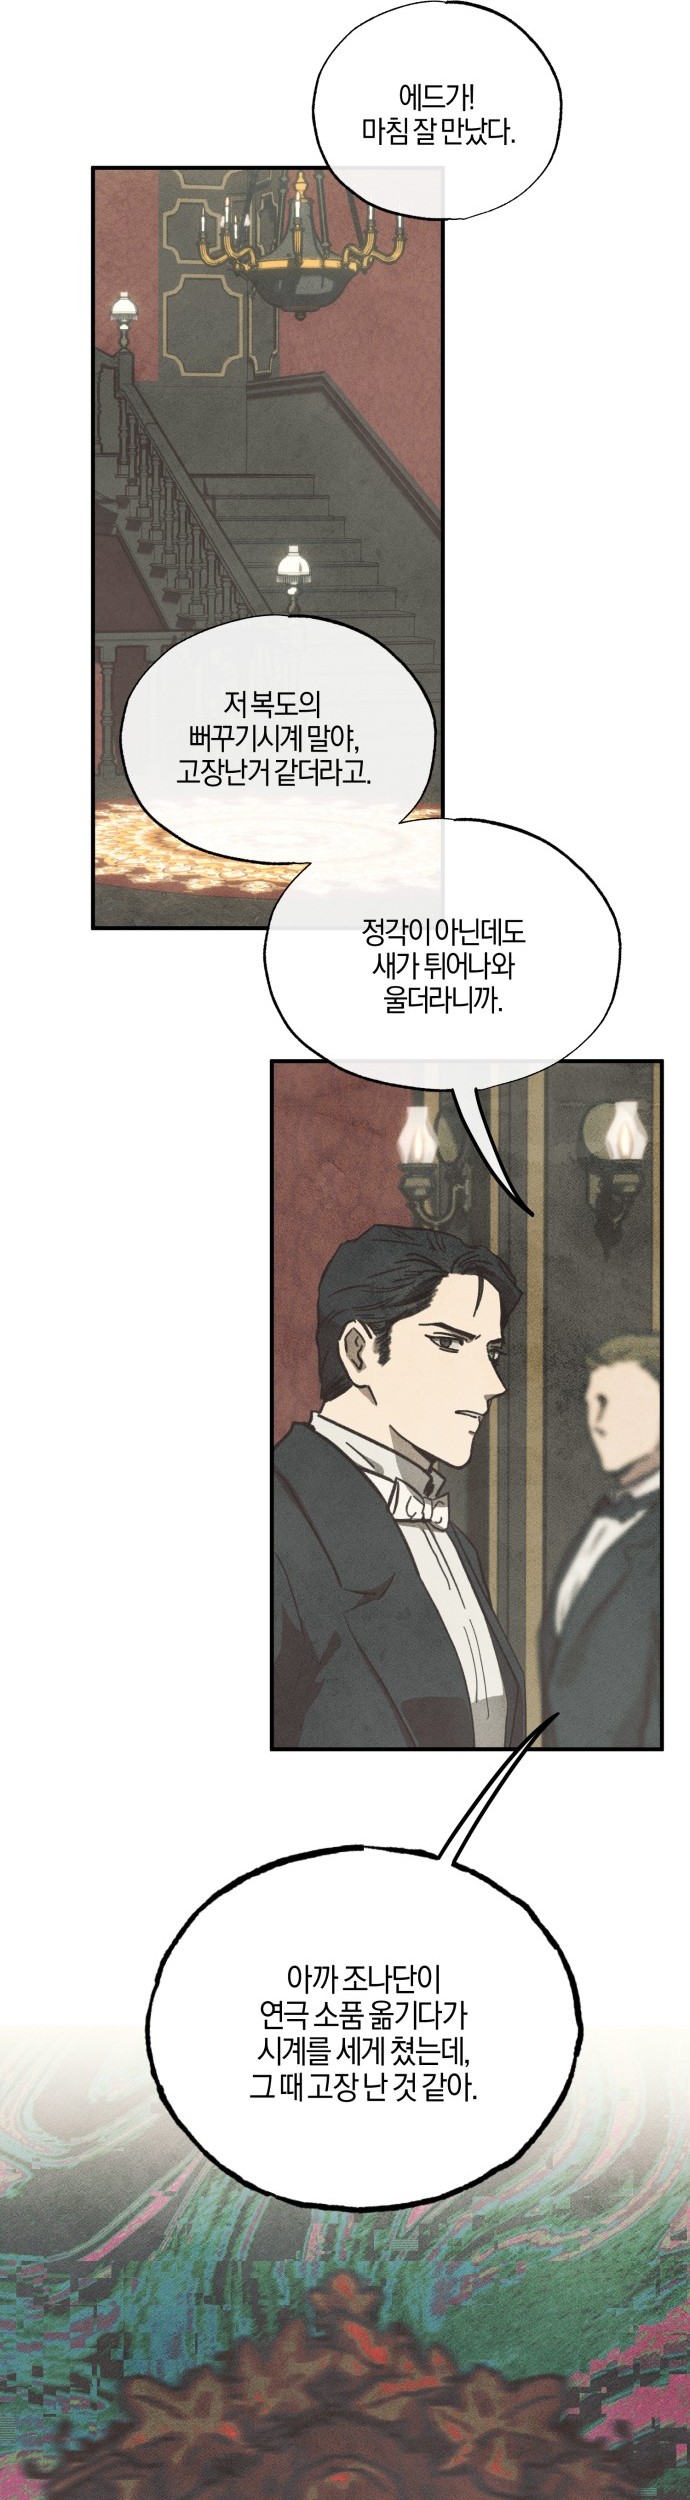 에드가!
마침 잘 만났다.
저 복도의
뻐꾸기시계 말야,
고장난거 같더라고.
정각이 아닌데도
새가 튀어나와
울더라니까.
아까 조나단이
연극 소품 옮기다가
시계를 세게 쳤는데,
그 때 고장 난 것 같아.